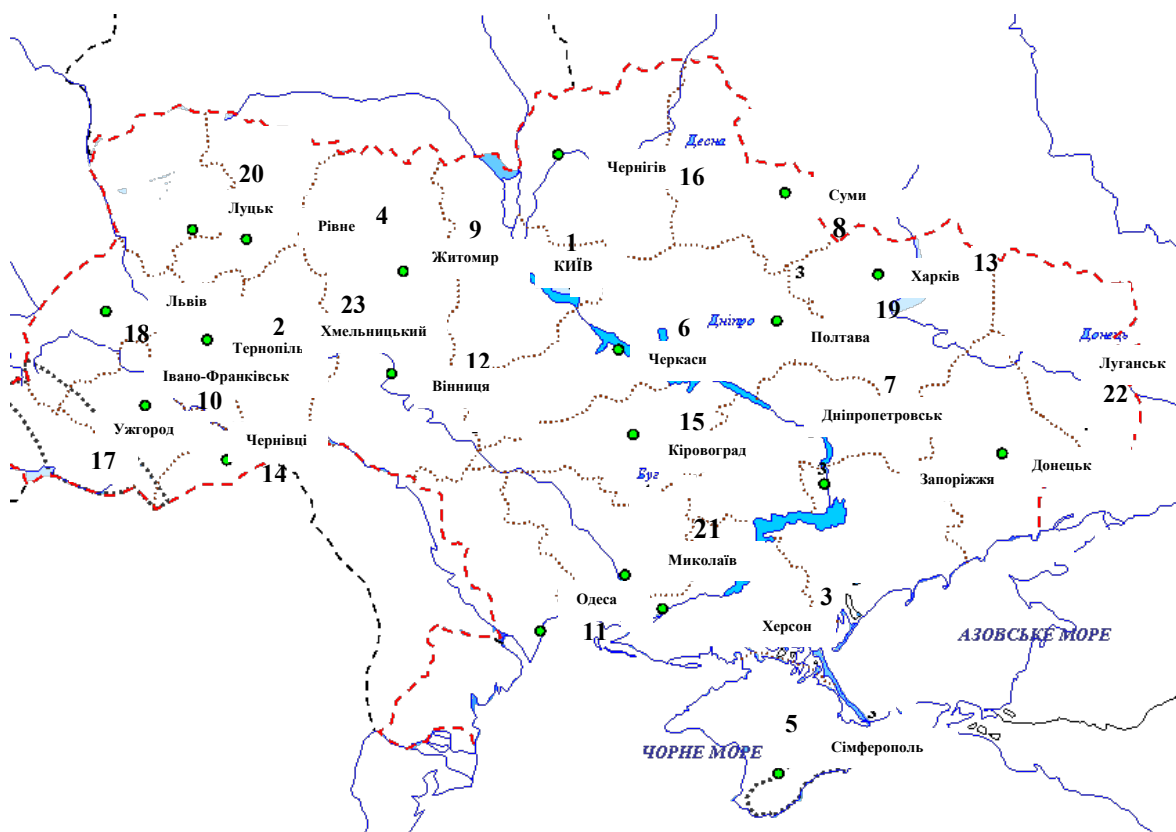 Десна
Чернігів
16
20
Суми
Луцьк
4
Рівне
9
8
1
Житомир
КИЇВ
13
3
Харків
Львів
23
19
2
18
Хмельницький
6
Дніпро
Донець
Тернопіль
Полтава
Черкаси
12
Луганськ
Івано-Франківськ
Вінниця
7
22
10
15
Дніпропетровськ
Ужгород
Чернівці
Кіровоград
17
14
Буг
3
Донецьк
Запоріжжя
21
Миколаїв
Одеса
3
11
Херсон
АЗОВСЬКЕ МОРЕ
5
ЧОРНЕ МОРЕ
Сімферополь